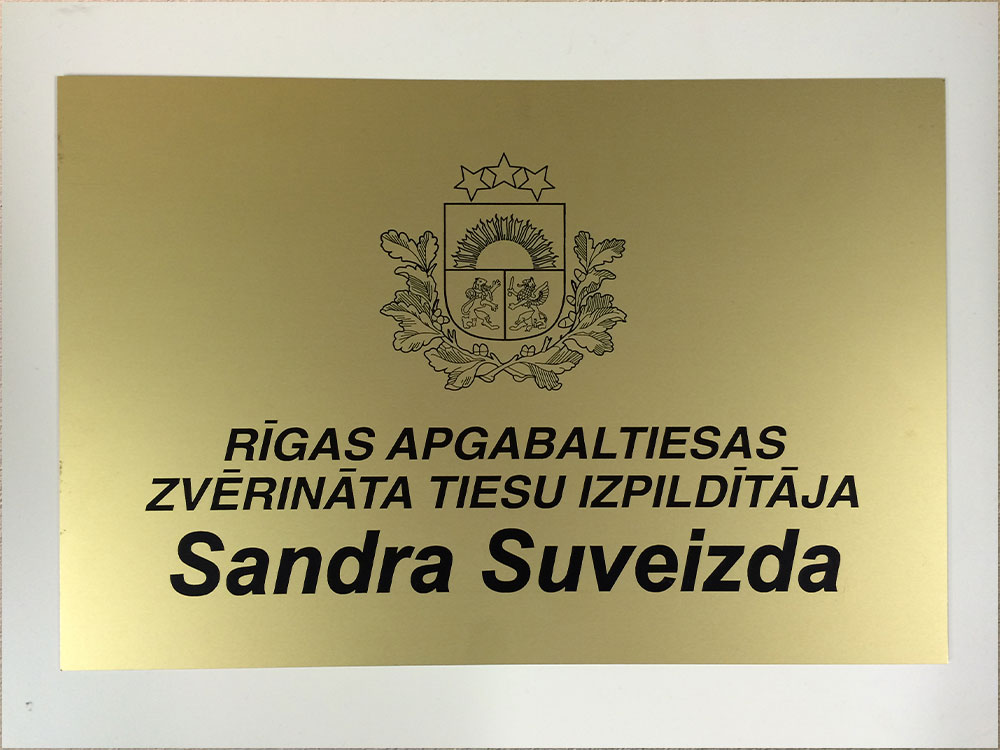 RĪGAS APGABALTIESAS
ZVĒRINĀTA TIESU IZPILDĪTĀJA
Sandra Suveizda